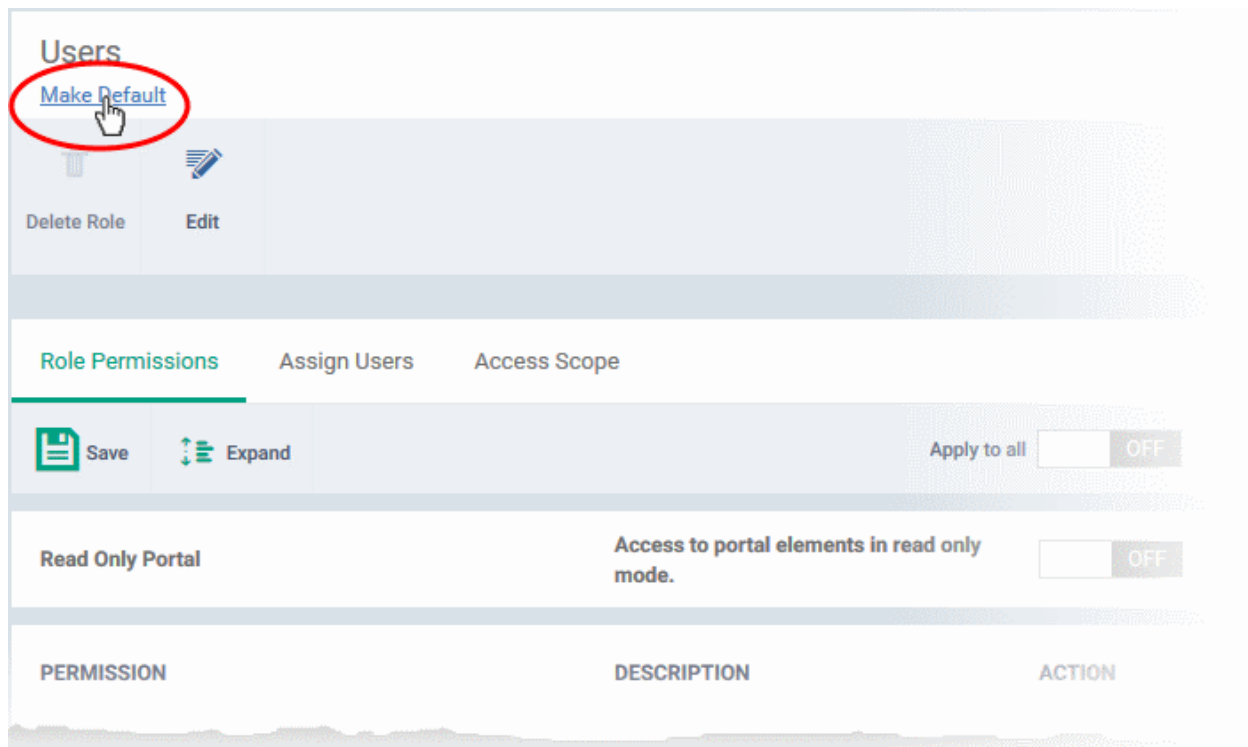 Users
Make Default
Delete Role
Edit
Role Permissions
Assign Users
Access Scope
Save
Expand
Apply to all
OFF
Read Only Portal
Access to portal elements in read only
mode.
OFF
PERMISSION
DESCRIPTION
ACTION